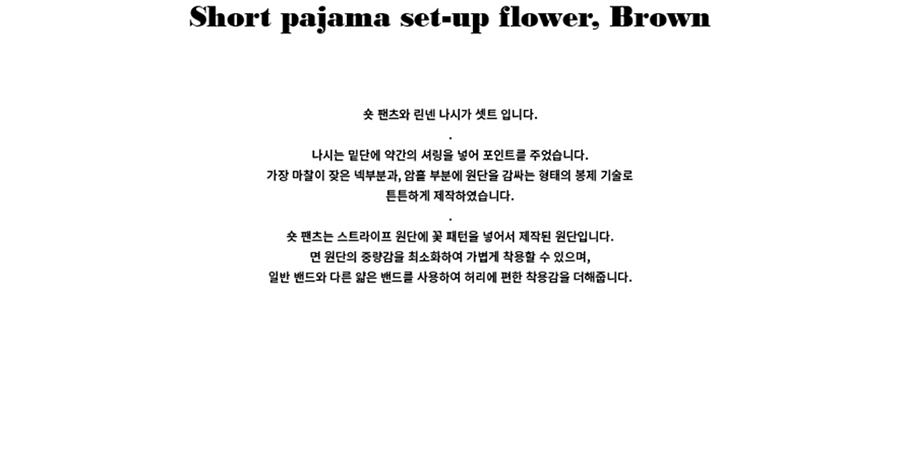 Short pajama set-up flower, Brown
숏 팬츠와 린넨 나시가 셋트 입니다.
.
나시는 밑단에 약간의 셔링을 넣어 포인트를 주었습니다.
가장 마찰이 잦은 넥부분과, 암홀 부분에 원단을 감싸는 형태의 봉제 기술로
튼튼하게 제작하였습니다.
.
숏 팬츠는 스트라이프 원단에 꽃 패턴을 넣어서 제작된 원단입니다.
면 원단의 중량감을 최소화하여 가볍게 착용할 수 있으며,
일반 밴드와 다른 얇은 밴드를 사용하여 허리에 편한 착용감을 더해줍니다.